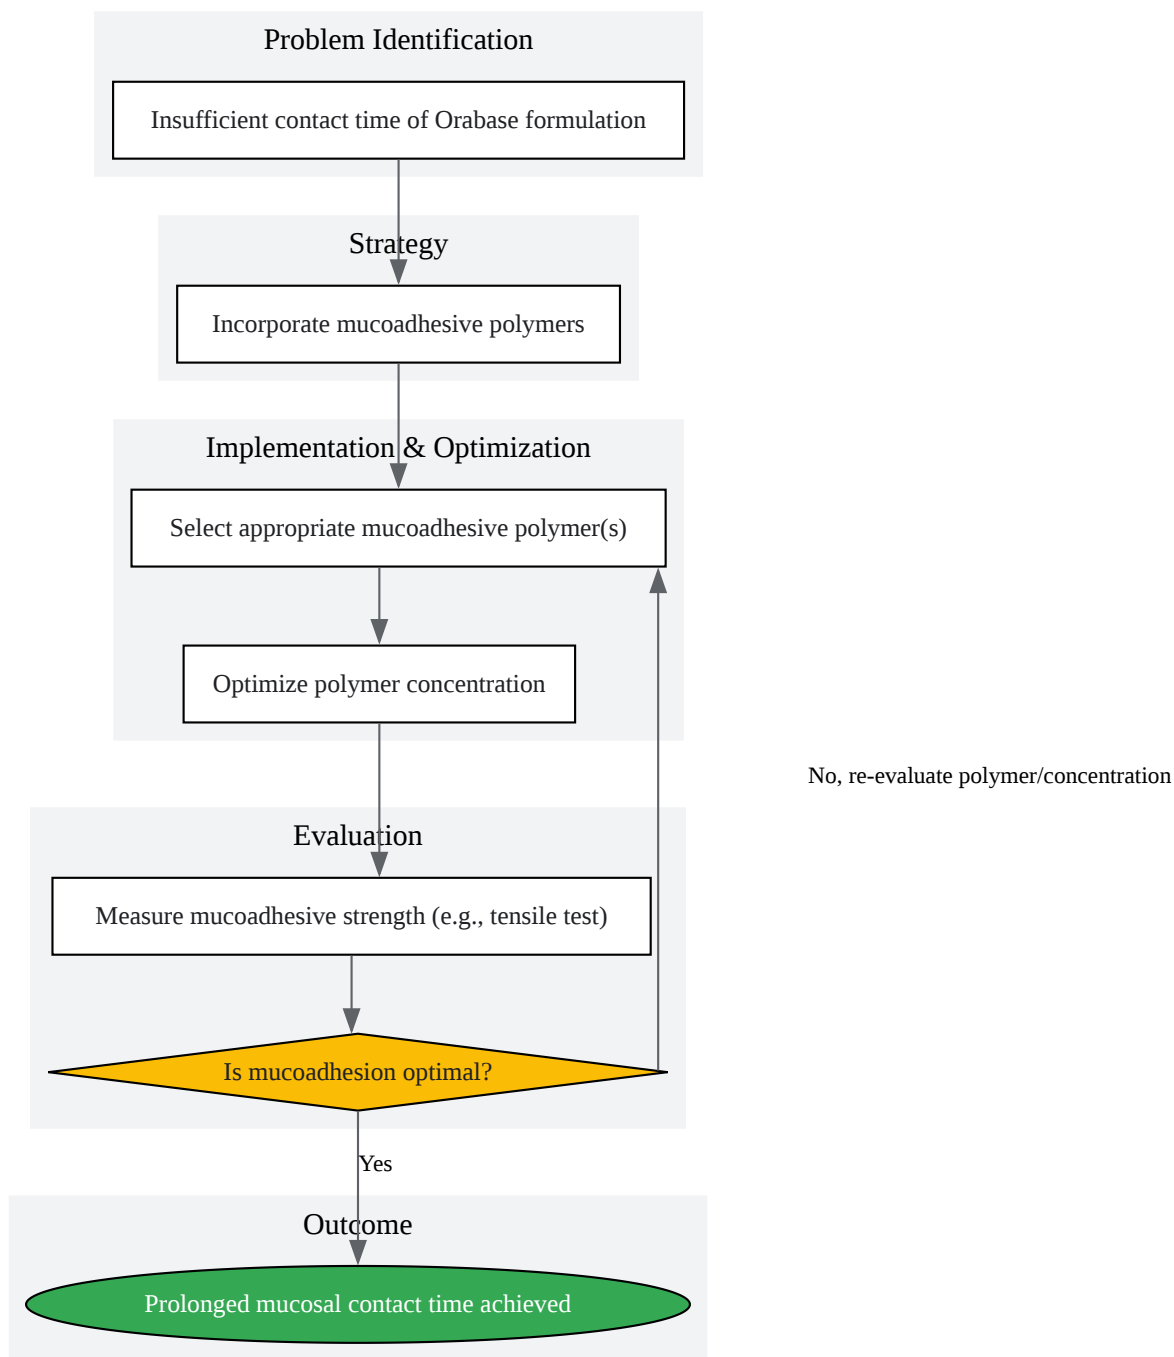 Problem Identification
Insufficient contact time of Orabase formulation
Strategy
Incorporate mucoadhesive polymers
Implementation & Optimization
Select appropriate mucoadhesive polymer(s)
Optimize polymer concentration
No, re-evaluate polymer/concentration
Evaluation
Measure mucoadhesive strength (e.g., tensile test)
Is mucoadhesion optimal?
Yes
Outcome
Prolonged mucosal contact time achieved